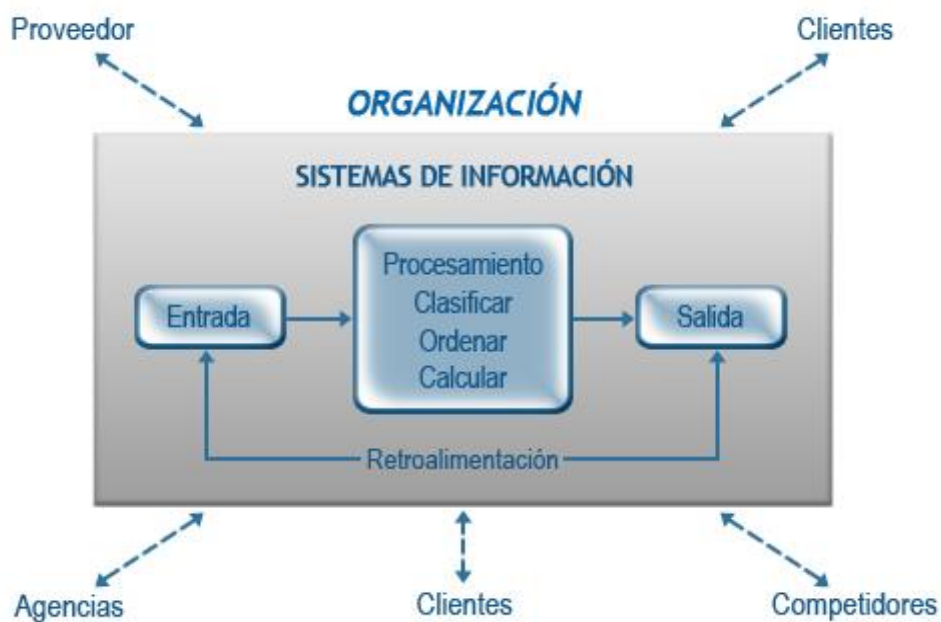 Proveedor
Clientes
ORGANIZACIÓN
SISTEMAS DE INFORMACIÓN
Entrada
Procesamiento
Clasificar
Ordenar
Calcular
Salida
Retroalimentación
Agencias
Clientes
Competidores